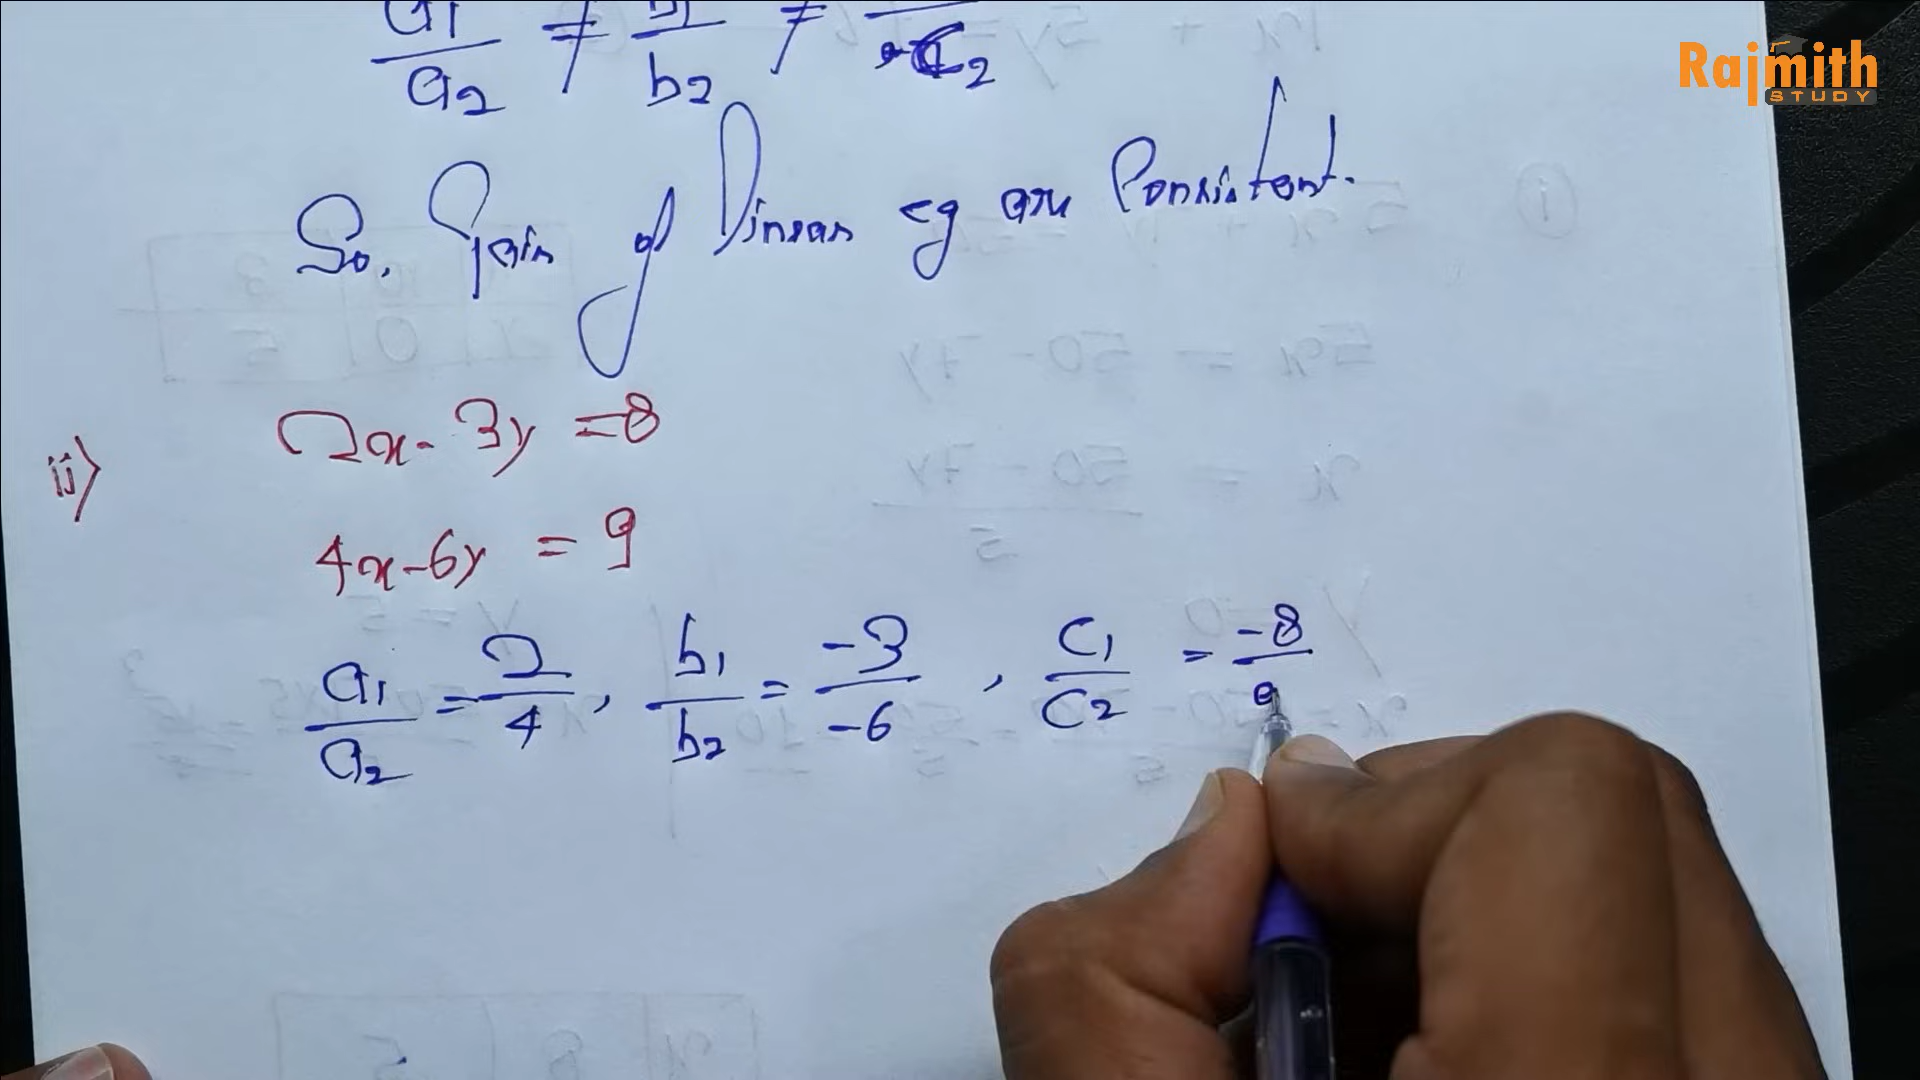 Rajmith
STUDY
a1/a2 ≠ b1/b2 ≠ /C2
So, Pair of linear eq are Consistent.
ii) 2x - 3y = 8
4x - 6y = 9
a1/a2 = 2/4, b1/b2 = -3/-6, C1/C2 = -8/9